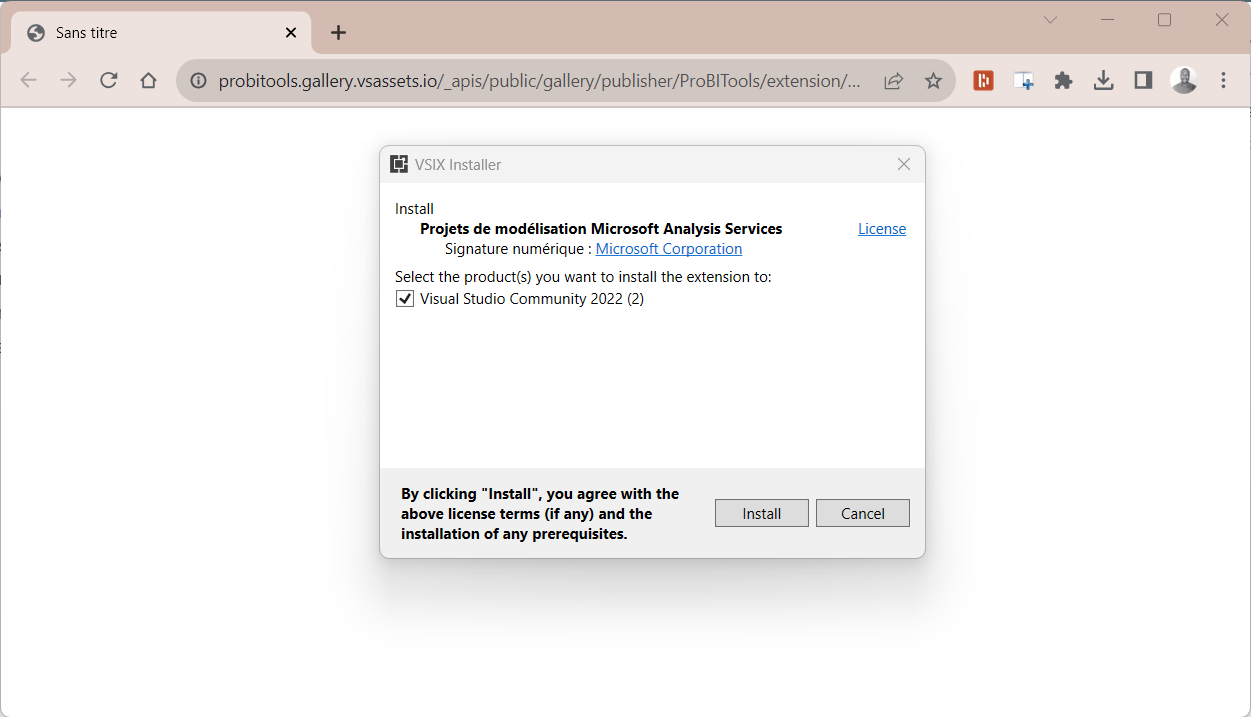 Sans titre
probitools.gallery.vsassets.io/_apis/public/gallery/publisher/ProBITools/extension/...
VSIX Installer
Install
Projets de modélisation Microsoft Analysis Services
License
Signature numérique : Microsoft Corporation
Select the product(s) you want to install the extension to:
Visual Studio Community 2022 (2)
By clicking "Install", you agree with the
above license terms (if any) and the
installation of any prerequisites.
Install
Cancel